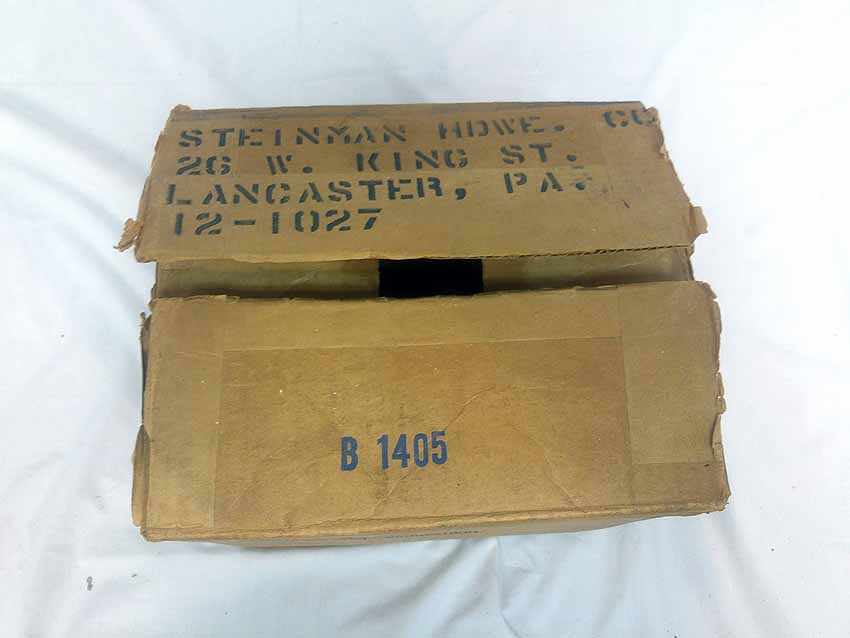 STEINMAN HDWE. CO
26 W. KING ST.
LANCASTER, PA.
12-1027
B 1405